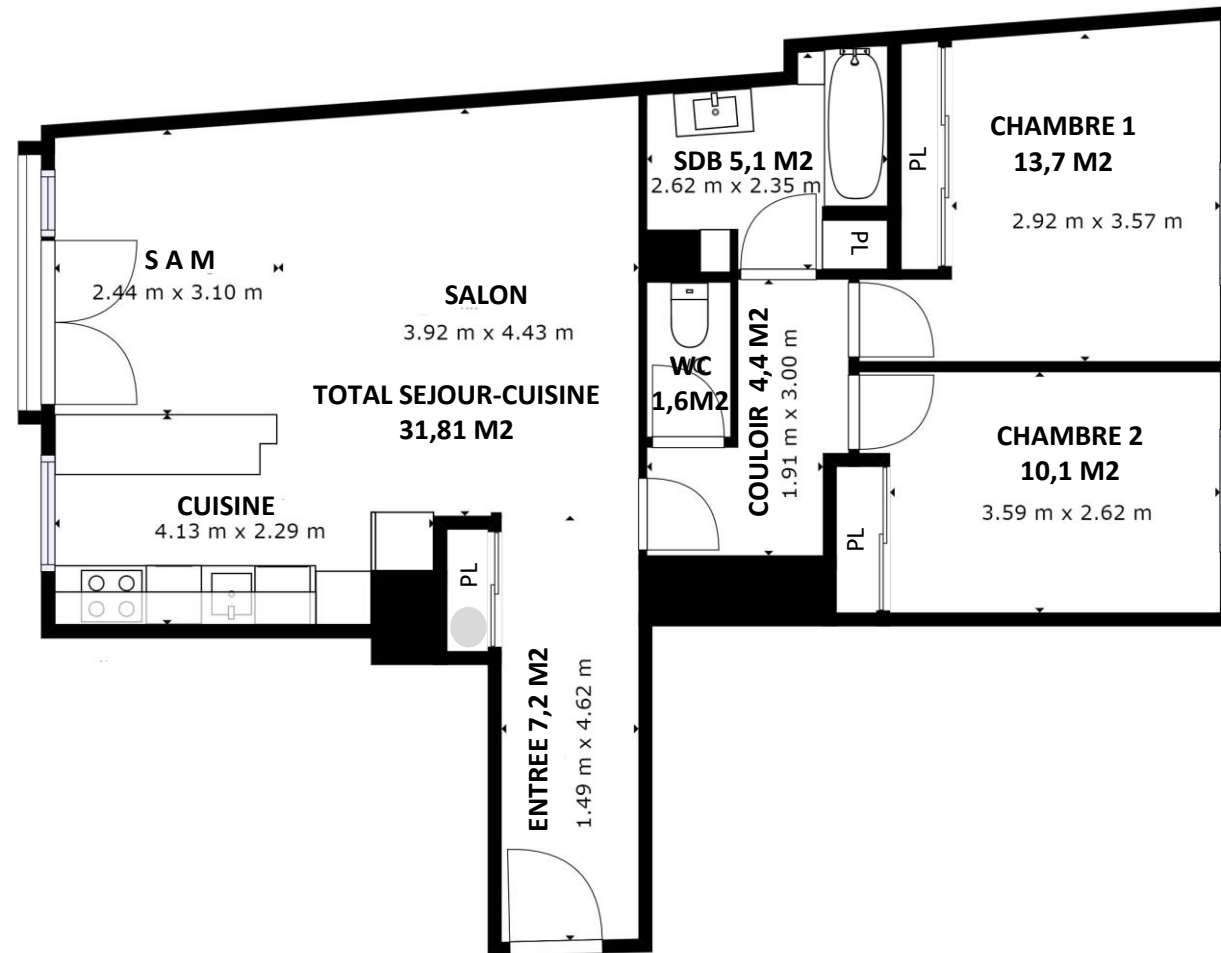 CHAMBRE 1
13,7 M2
2.92 m x 3.57 m
PL
SDB 5,1 M2
2.62 m x 2.35 m
PL
S A M
2.44 m x 3.10 m
SALON
3.92 m x 4.43 m
TOTAL SEJOUR-CUISINE
31,81 M2
WC
1,6M2
COULOIR 4,4 M2
1.91 m x 3.00 m
CHAMBRE 2
10,1 M2
3.59 m x 2.62 m
PL
CUISINE
4.13 m x 2.29 m
PL
ENTREE 7,2 M2
1.49 m x 4.62 m